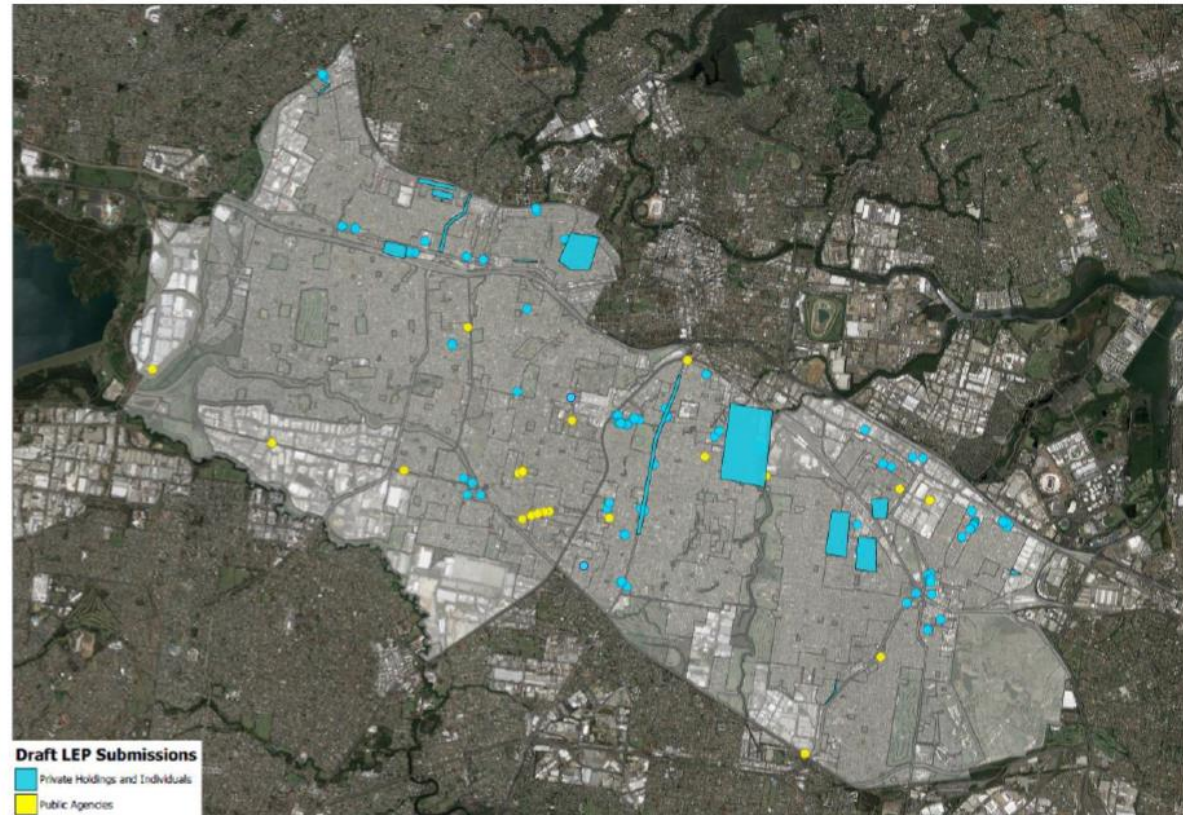 Draft LEP Submissions
Private Holdings and Individuals
Public Agencies